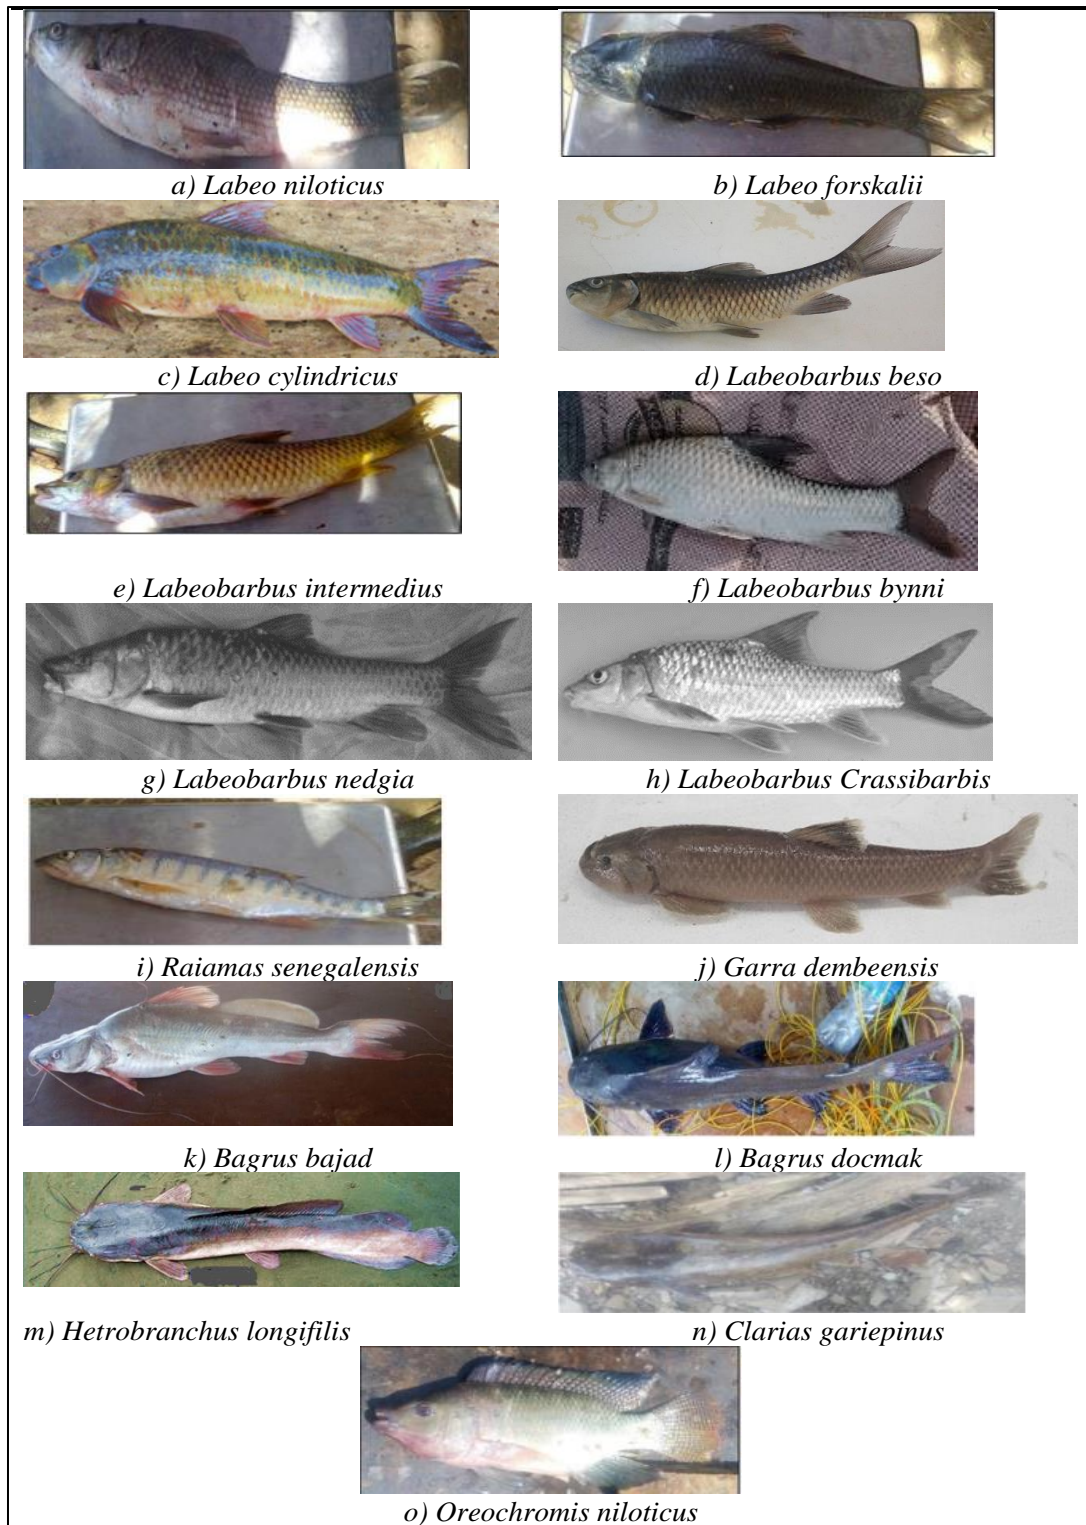 a) Labeo niloticus
b) Labeo forskalii
c) Labeo cylindricus
d) Labeobarbus beso
e) Labeobarbus intermedius
f) Labeobarbus bynni
g) Labeobarbus nedgia
h) Labeobarbus Crassibarbis
i) Raiamas senegalensis
j) Garra dembeensis
k) Bagrus bajad
l) Bagrus docmak
m) Hetrobranchus longifilis
n) Clarias gariepinus
o) Oreochromis niloticus